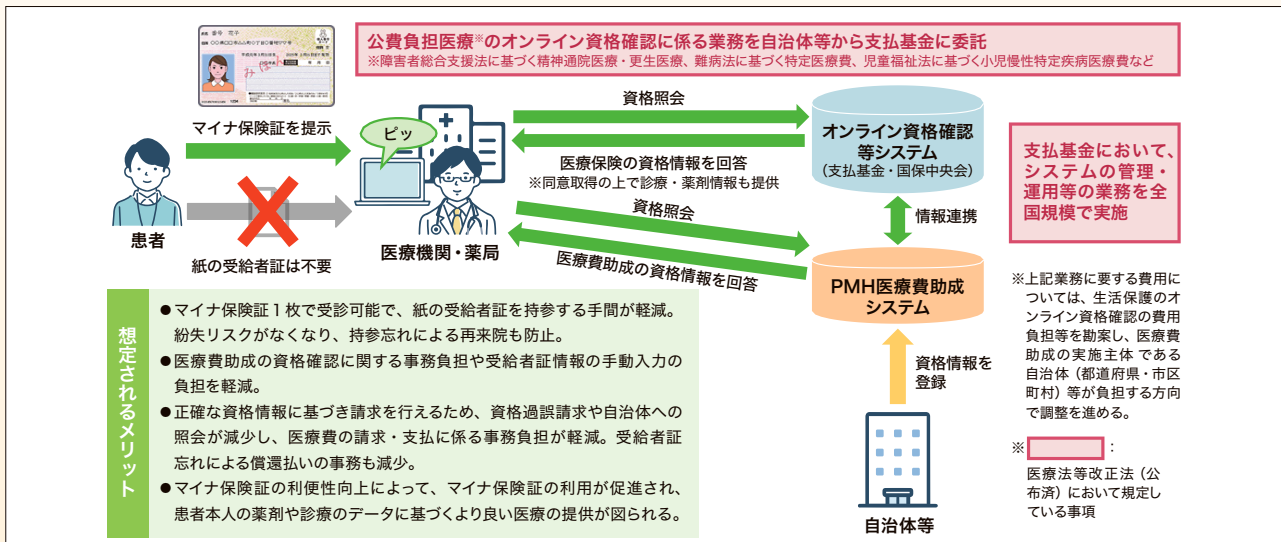 公費負担医療※のオンライン資格確認に係る業務を自治体等から支払基金に委託
※障害者総合支援法に基づく精神通院医療・更生医療、難病法に基づく特定医療費、児童福祉法に基づく小児慢性特定疾病医療費など
氏名 番号 花子
みほん
1234
マイナ保険証を提示
ピッ
患者
紙の受給者証は不要
医療機関・薬局
資格照会
医療保険の資格情報を回答
※同意取得の上で診療・薬剤情報も提供
資格照会
医療費助成の資格情報を回答
オンライン資格確認
等システム
(支払基金・国保中央会)
情報連携
PMH医療費助成
システム
資格情報を
登録
自治体等
支払基金において、
システムの管理・
運用等の業務を全
国規模で実施
※上記業務に要する費用に
ついては、生活保護のオ
ンライン資格確認の費用
負担等を勘案し、医療費
助成の実施主体である
自治体(都道府県・市区
町村)等が負担する方向
で調整を進める。
※ :
医療法等改正法(公
布済)において規定し
ている事項
想定されるメリット
●マイナ保険証1枚で受診可能で、紙の受給者証を持参する手間が軽減。
紛失リスクがなくなり、持参忘れによる再来院も防止。
●医療費助成の資格確認に関する事務負担や受給者証情報の手動入力の
負担を軽減。
●正確な資格情報に基づき請求を行えるため、資格過誤請求や自治体への
照会が減少し、医療費の請求・支払に係る事務負担が軽減。受給者証
忘れによる償還払いの事務も減少。
●マイナ保険証の利便性向上によって、マイナ保険証の利用が促進され、
患者本人の薬剤や診療のデータに基づくより良い医療の提供が図られる。